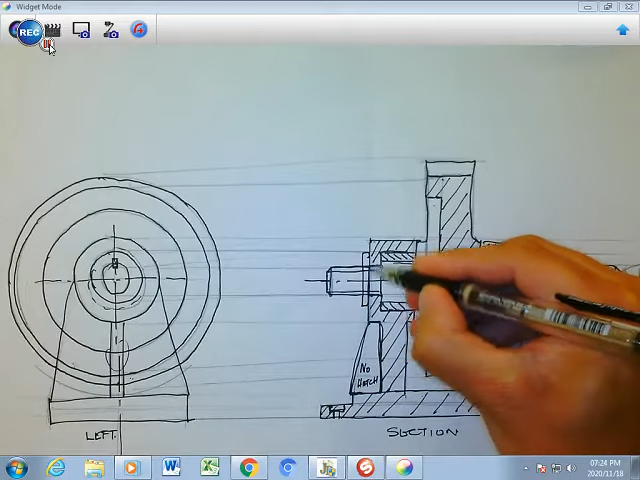 Widget Mode
REC
No
HATCH
LEFT
SECTION
07:24 PM
2020/11/18